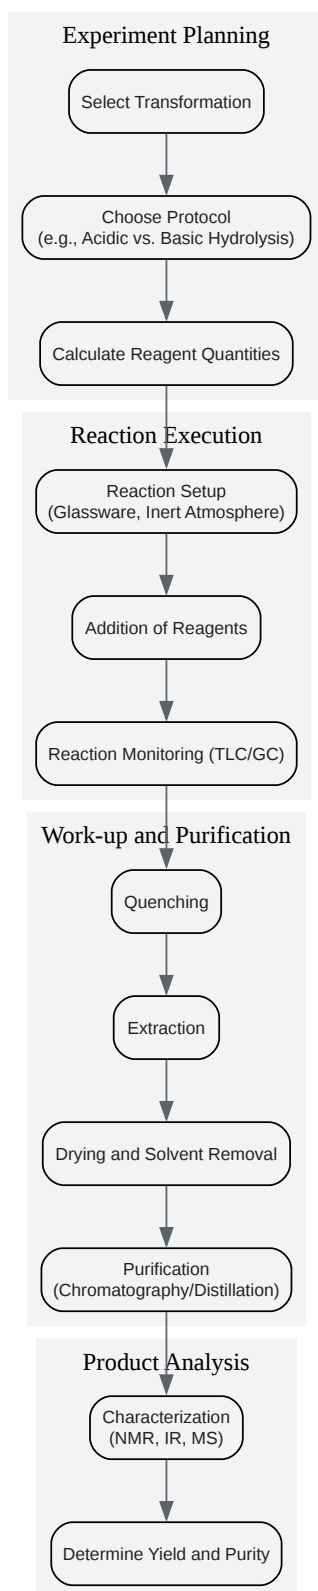 Experiment Planning
Select Transformation
Choose Protocol
(e.g., Acidic vs. Basic Hydrolysis)
Calculate Reagent Quantities
Reaction Execution
Reaction Setup
(Glassware, Inert Atmosphere)
Addition of Reagents
Reaction Monitoring (TLC/GC)
Work-up and Purification
Quenching
Extraction
Drying and Solvent Removal
Purification
(Chromatography/Distillation)
Product Analysis
Characterization
(NMR, IR, MS)
Determine Yield and Purity